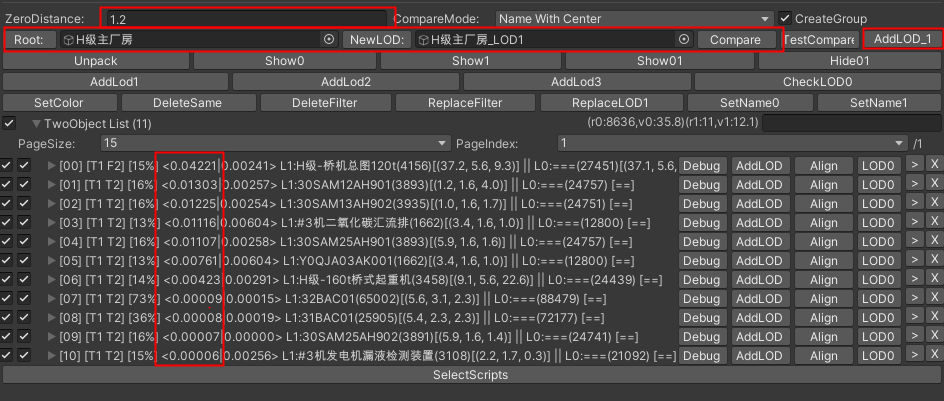 ZeroDistance: 1.2 CompareMode: Name With Center CreateGroup
Root: H级主厂房 NewLOD: H级主厂房_LOD1 Compare TestCompare AddLOD_1
Unpack Show0 Show1 Show01 Hide01
AddLod1 AddLod2 AddLod3 CheckLOD0
SetColor DeleteSame DeleteFilter ReplaceFilter ReplaceLOD1 SetName0 SetName1
TwoObject List (11) (r0:8636,v0:35.8)(r1:11,v1:12.1)
PageSize: 15 PageIndex: 1 /1
[00] [T1 F2] [15%] <0.04221|0.00241> L1:H级-桥机总图120t(4156)[(37.2, 5.6, 9.3)] || L0:===(27451)[(37.1, 5.6, Debug AddLOD Align LOD0 > X
[01] [T1 T2] [16%] <0.01303|0.00257> L1:30SAM12AH901(3893)[(1.2, 1.6, 4.0)] || L0:===(24757) [==] Debug AddLOD Align LOD0 > X
[02] [T1 T2] [16%] <0.01225|0.00254> L1:30SAM13AH902(3935)[(1.0, 1.6, 1.7)] || L0:===(24751) [==] Debug AddLOD Align LOD0 > X
[03] [T1 T2] [13%] <0.01116|0.00604> L1:#3机二氧化碳汇流排(1662)[(3.4, 1.6, 1.0)] || L0:===(12800) [==] Debug AddLOD Align LOD0 > X
[04] [T1 T2] [16%] <0.01107|0.00258> L1:30SAM25AH901(3893)[(5.9, 1.6, 1.6)] || L0:===(24757) [==] Debug AddLOD Align LOD0 > X
[05] [T1 T2] [13%] <0.00761|0.00604> L1:Y0QJA03AK001(1662)[(3.4, 1.6, 1.0)] || L0:===(12800) [==] Debug AddLOD Align LOD0 > X
[06] [T1 T2] [14%] <0.00423|0.00291> L1:H级-160t桥式起重机(3458)[(9.1, 5.6, 22.6)] || L0:===(24439) [==] Debug AddLOD Align LOD0 > X
[07] [T1 T2] [73%] <0.00009|0.00015> L1:32BAC01(65002)[(5.6, 3.1, 2.3)] || L0:===(88479) [==] Debug AddLOD Align LOD0 > X
[08] [T1 T2] [36%] <0.00008|0.00019> L1:31BAC01(25905)[(5.4, 2.3, 2.3)] || L0:===(72177) [==] Debug AddLOD Align LOD0 > X
[09] [T1 T2] [16%] <0.00007|0.00000> L1:30SAM25AH902(3891)[(5.9, 1.6, 1.4)] || L0:===(24741) [==] Debug AddLOD Align LOD0 > X
[10] [T1 T2] [15%] <0.00006|0.00256> L1:#3机发电机漏液检测装置(3108)[(2.2, 1.7, 0.3)] || L0:===(21092) [==] Debug AddLOD Align LOD0 > X
SelectScripts